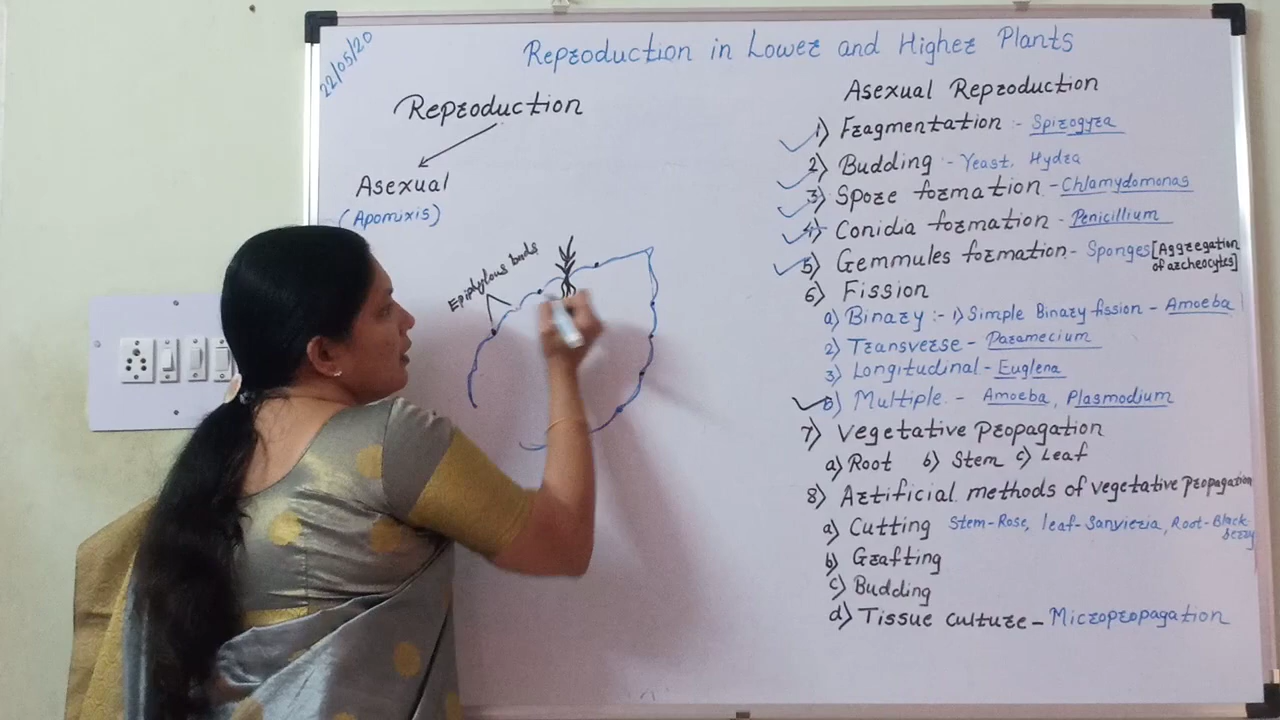 22/05/20
Reproduction in Lower and Higher Plants
Reproduction
Asexual
(Apomixis)
Epiphylous buds
Asexual Reproduction
1) Fragmentation :- Spirogyra
2) Budding :- Yeast, Hydra
3) Spore formation - Chlamydomonas
4) Conidia formation - Penicillium
5) Gemmules formation - Sponges [Aggregation
of archeocytes]
6) Fission
a) Binary :- 1) Simple Binary fission - Amoeba
2) Transverse - Paramecium
3) Longitudinal - Euglena
B) Multiple - Amoeba, Plasmodium
7) Vegetative propagation
a) Root b) Stem c) Leaf
8) Artificial methods of vegetative propagation
a) Cutting Stem-Rose, leaf-Sanvieria, Root-Black
berry
b) Grafting
c) Budding
d) Tissue culture - Micropropagation